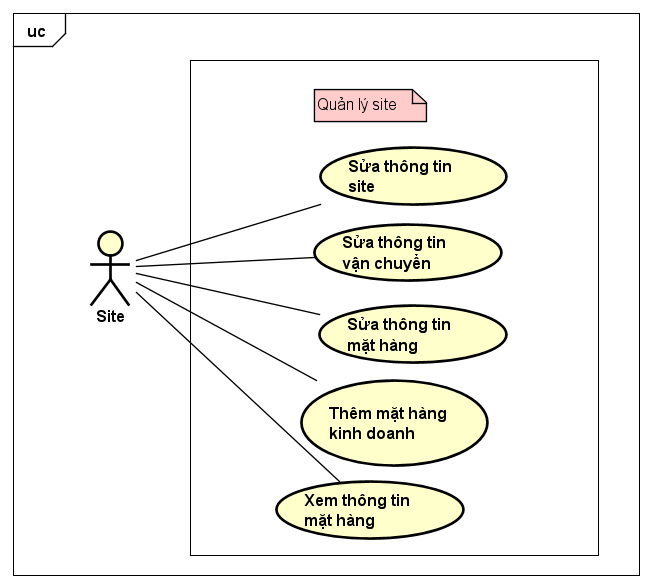 uc
Quản lý site
Sửa thông tin
site
Sửa thông tin
vận chuyển
Site
Sửa thông tin
mặt hàng
Thêm mặt hàng
kinh doanh
Xem thông tin
mặt hàng